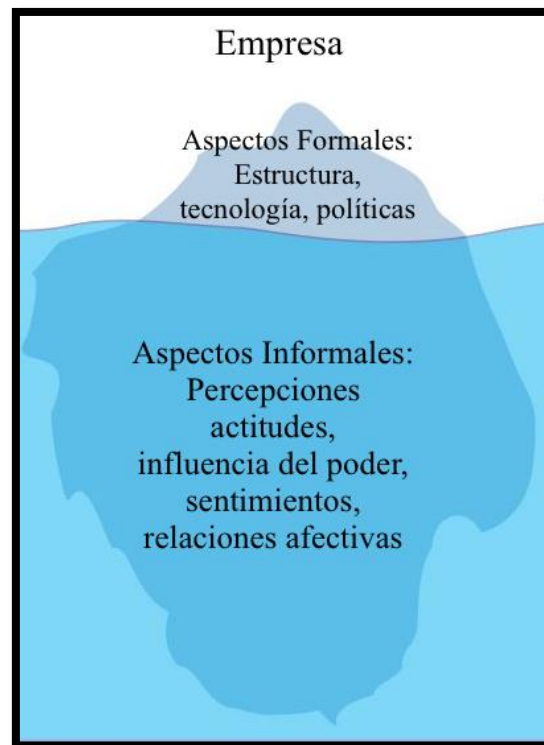 Empresa
Aspectos Formales:
Estructura,
tecnología, políticas
Aspectos Informales:
Percepciones
actitudes,
influencia del poder,
sentimientos,
relaciones afectivas